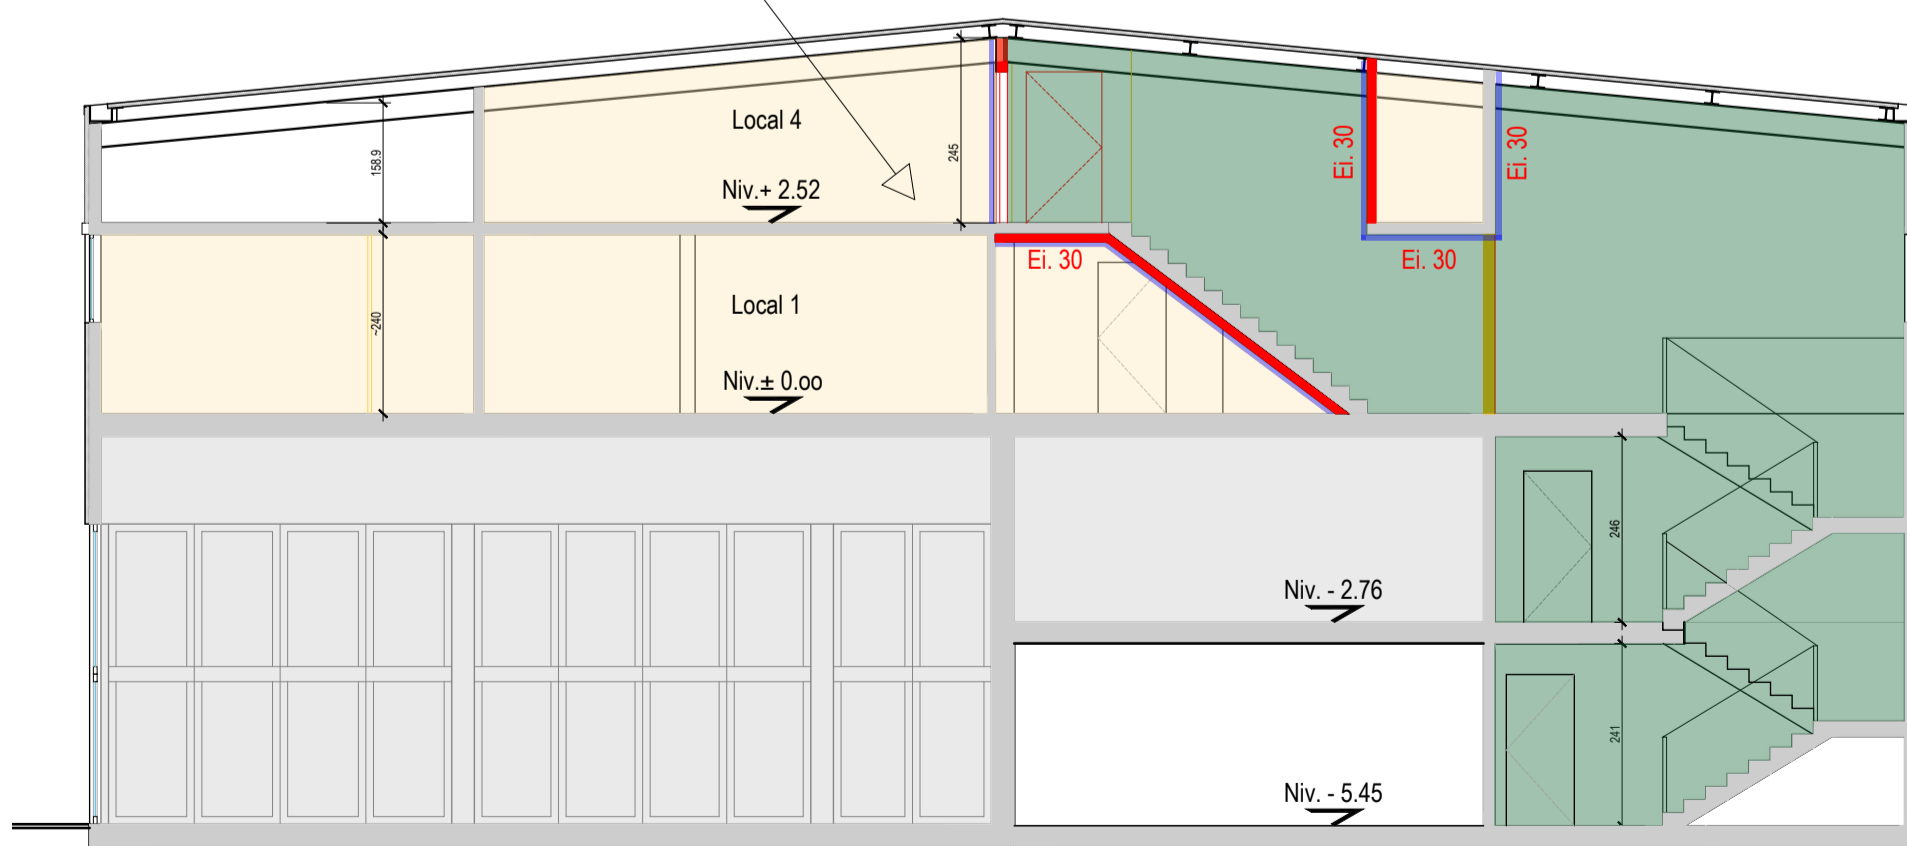 Local 4
158.9
245
Ei. 30
Ei. 30
Niv.+ 2.52
Ei. 30
Ei. 30
Local 1
~240
Niv.± 0.oo
246
Niv. - 2.76
241
Niv. - 5.45